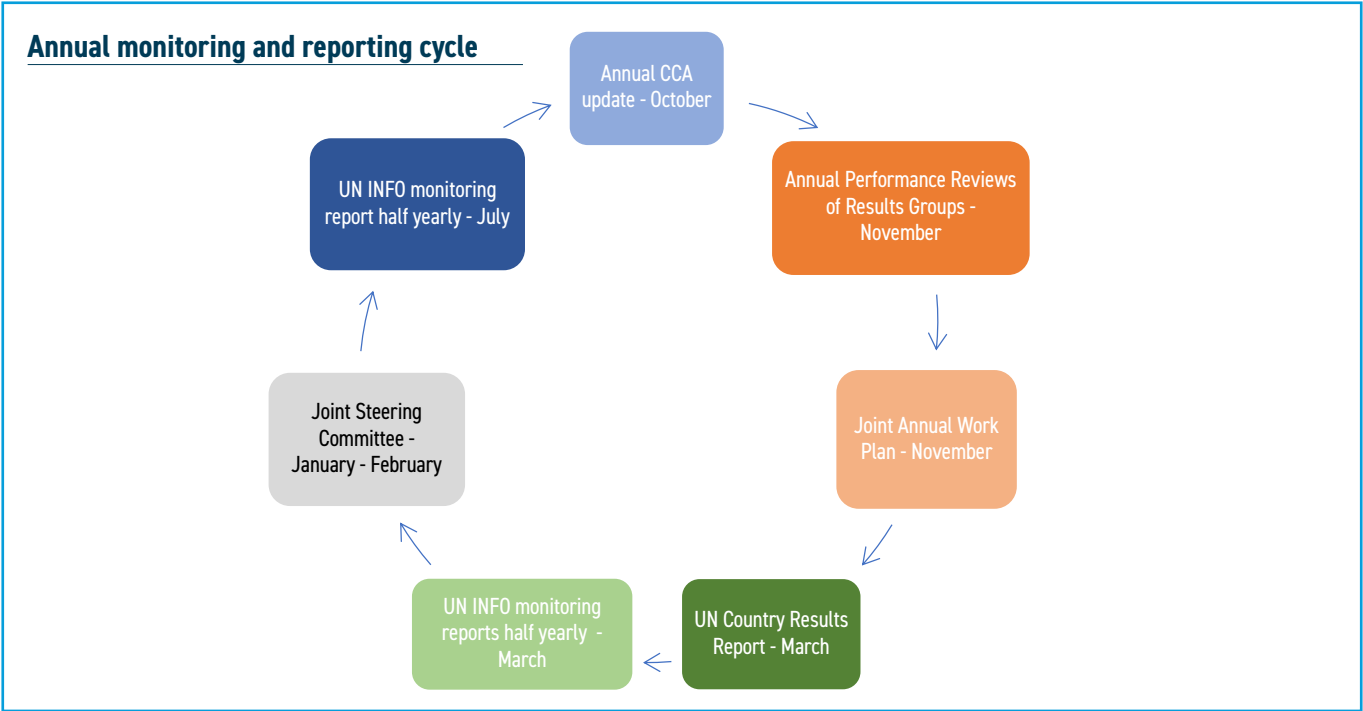 Annual monitoring and reporting cycle
Annual CCA
update - October
Annual Performance Reviews
of Results Groups -
November
Joint Annual Work
Plan - November
UN Country Results
Report - March
UN INFO monitoring
reports half yearly -
March
Joint Steering
Committee -
January - February
UN INFO monitoring
report half yearly - July